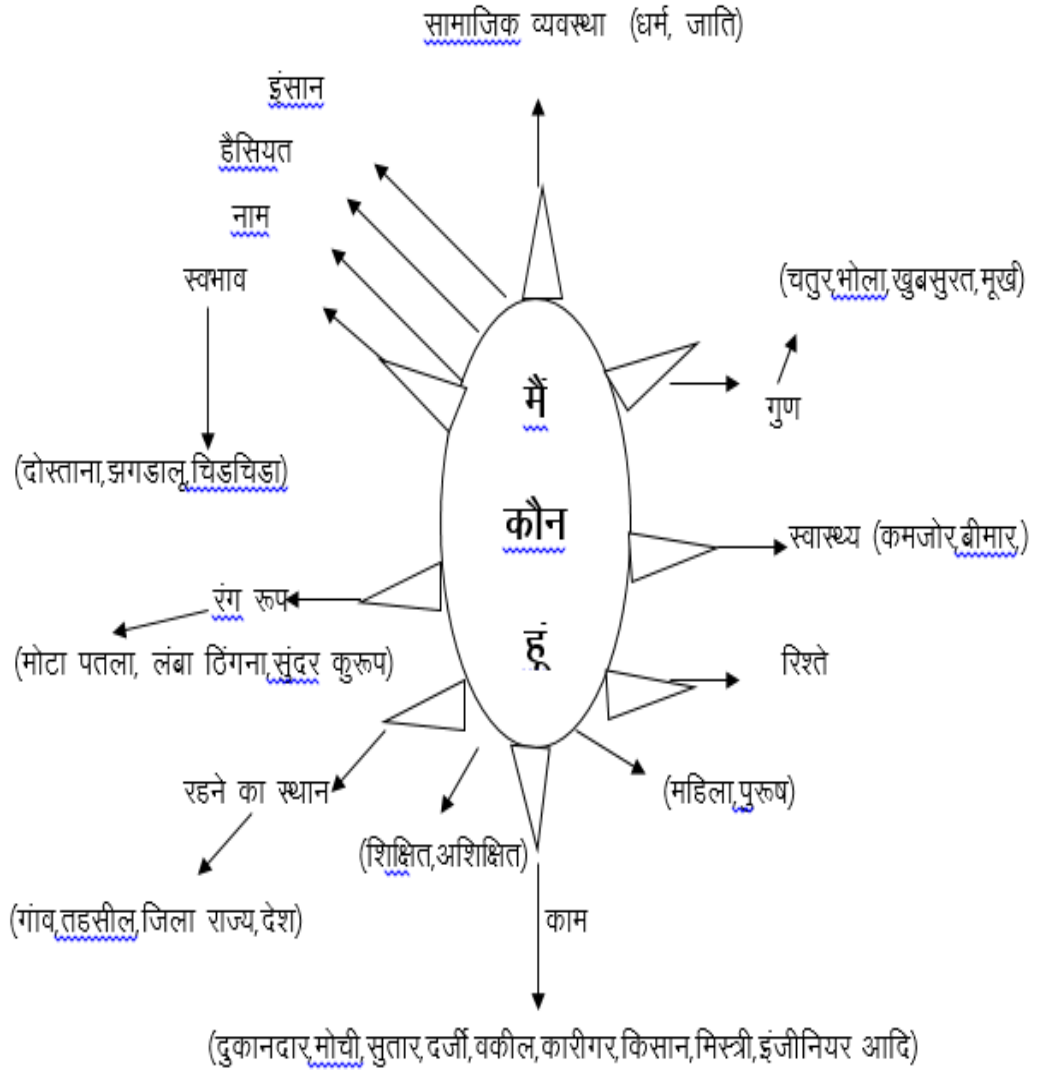 सामाजिक व्यवस्था (धर्म, जाति)
इंसान
हैसियत
नाम
स्वभाव
(चतुर,भोला,खुबसुरत,मूर्ख)
गुण
मैं
कौन
हूं
(दोस्ताना,झगडालू,चिडचिडा)
स्वास्थ्य (कमजोर,बीमार,)
रंग रूप
(मोटा पतला, लंबा ठिंगना,सुंदर कुरूप)
रिश्ते
रहने का स्थान
(महिला,पुरूष)
(शिक्षित,अशिक्षित)
(गांव,तहसील,जिला राज्य,देश)
काम
(दुकानदार,मोची,सुतार,दर्जी,वकील,कारीगर,किसान,मिस्त्री,इंजीनियर आदि)